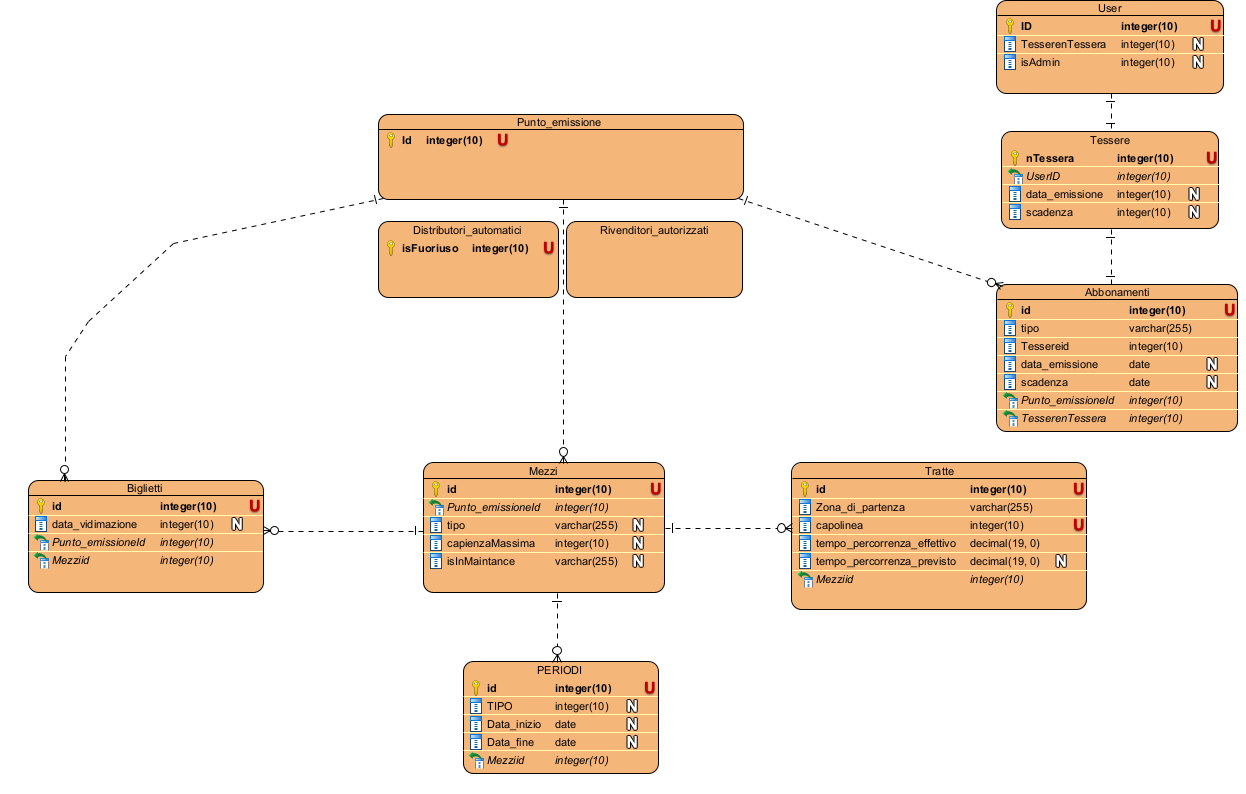 User
ID integer(10) U
TesserenTessera integer(10) N
isAdmin integer(10) N
Punto_emissione
Id integer(10) U
Tessere
nTessera integer(10) U
UserID integer(10)
data_emissione integer(10) N
scadenza integer(10) N
Distributori_automatici
isFuoriuso integer(10) U
Rivenditori_autorizzati
Abbonamenti
id integer(10) U
tipo varchar(255)
Tessereid integer(10)
data_emissione date N
scadenza date N
Punto_emissioneId integer(10)
TesserenTessera integer(10)
Biglietti
id integer(10) U
data_vidimazione integer(10) N
Punto_emissioneId integer(10)
Mezziid integer(10)
Mezzi
id integer(10) U
Punto_emissioneId integer(10)
tipo varchar(255) N
capienzaMassima integer(10) N
isInMaintance varchar(255) N
Tratte
id integer(10) U
Zona_di_partenza varchar(255)
capolinea integer(10) U
tempo_percorrenza_effettivo decimal(19, 0)
tempo_percorrenza_previsto decimal(19, 0) N
Mezziid integer(10)
PERIODI
id integer(10) U
TIPO integer(10) N
Data_inizio date N
Data_fine date N
Mezziid integer(10)